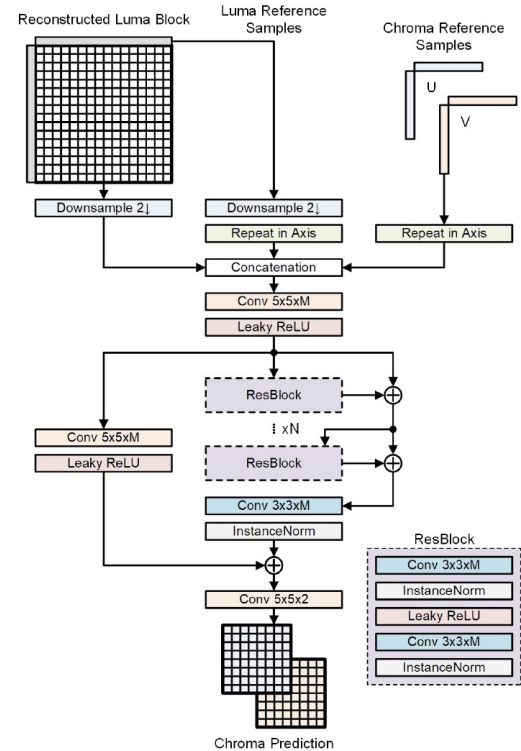 Reconstructed Luma Block
Luma Reference
Samples
Chroma Reference
Samples
U
V
Downsample 2↓
Downsample 2↓
Repeat in Axis
Repeat in Axis
Concatenation
Conv 5x5xM
Leaky ReLU
ResBlock
⁞ xN
Conv 5x5xM
Leaky ReLU
ResBlock
Conv 3x3xM
InstanceNorm
Conv 5x5x2
Chroma Prediction
ResBlock
Conv 3x3xM
InstanceNorm
Leaky ReLU
Conv 3x3xM
InstanceNorm